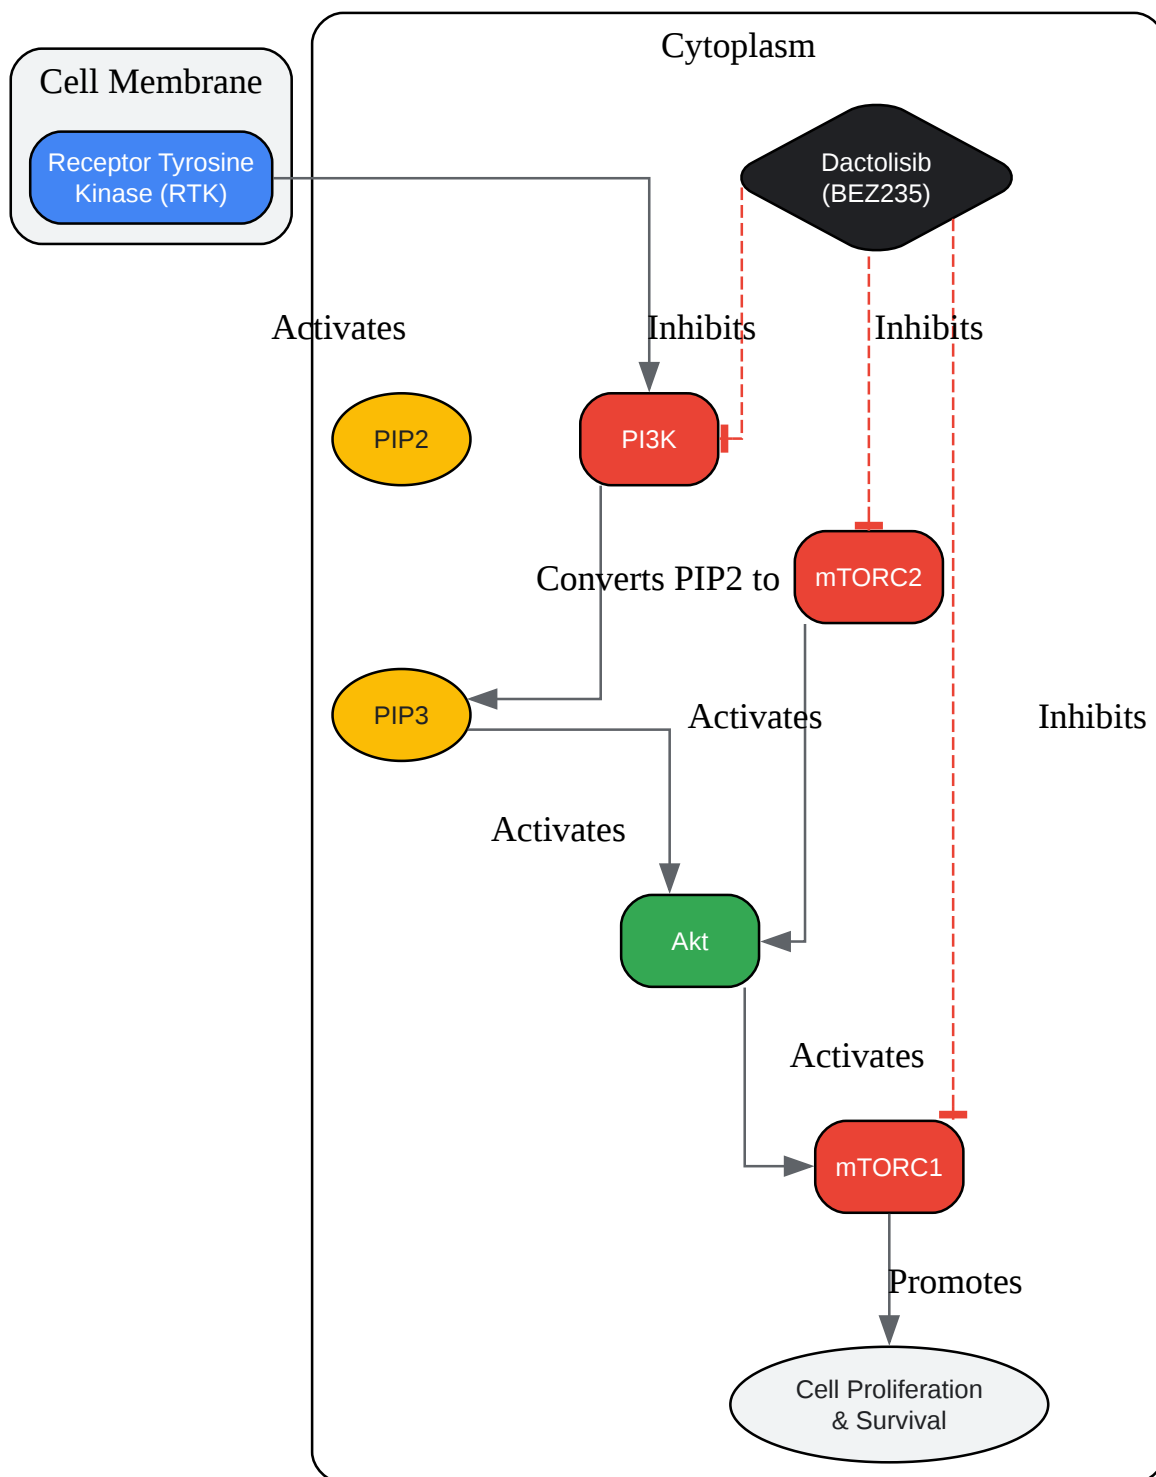 Cytoplasm
Cell Membrane
Receptor Tyrosine
Kinase (RTK)
Dactolisib
(BEZ235)
Activates
Inhibits
Inhibits
PIP2
PI3K
Converts PIP2 to
mTORC2
PIP3
Activates
Inhibits
Activates
Akt
Activates
mTORC1
Promotes
Cell Proliferation
& Survival